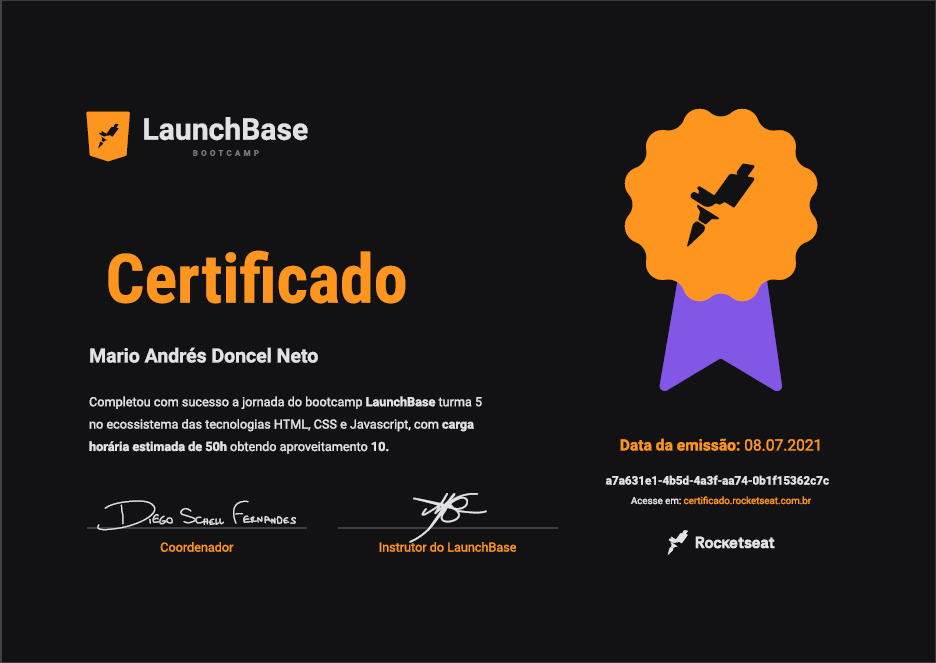 LaunchBase
BOOTCAMP
Certificado
Mario Andrés Doncel Neto
Completou com sucesso a jornada do bootcamp LaunchBase turma 5
no ecossistema das tecnologias HTML, CSS e Javascript, com carga
horária estimada de 50h obtendo aproveitamento 10.
Diego Schell Fernandes
Coordenador
Instrutor do LaunchBase
Data da emissão: 08.07.2021
a7a631e1-4b5d-4a3f-aa74-0b1f15362c7c
Acesse em: certificado.rocketseat.com.br
Rocketseat